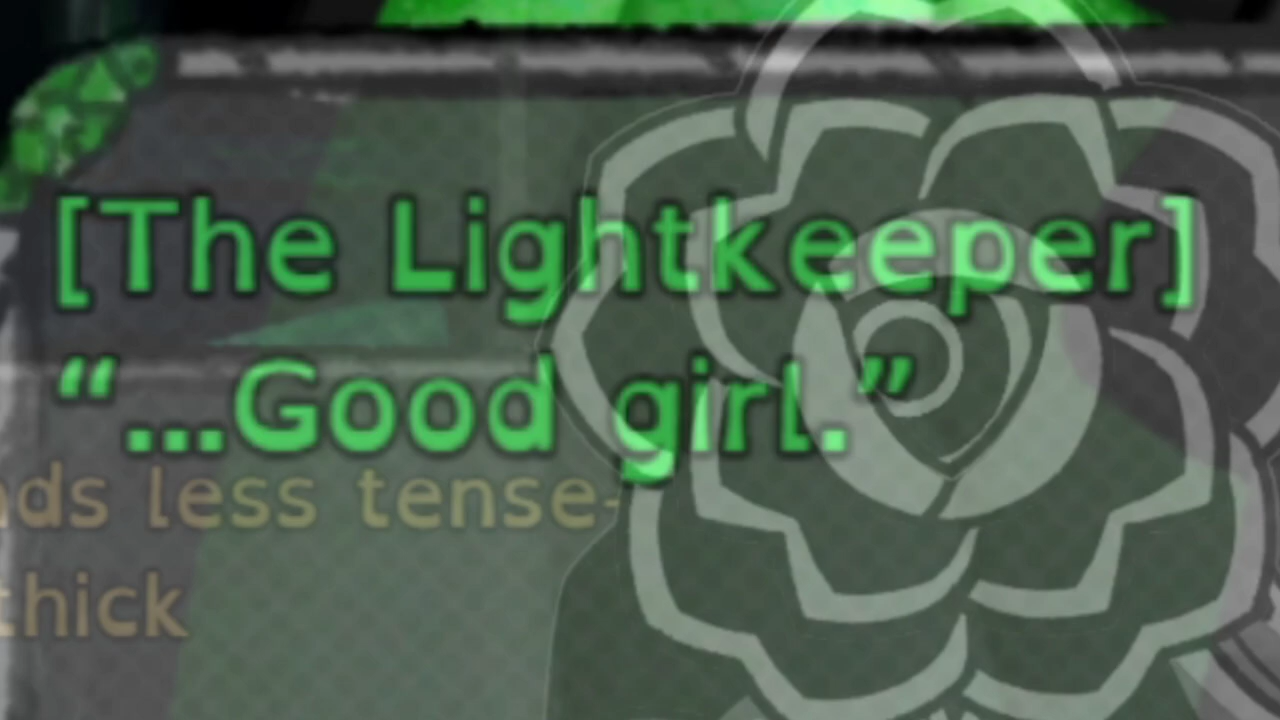 [The Lightkeeper]
“...Good girl.”
nds less tense-
thick